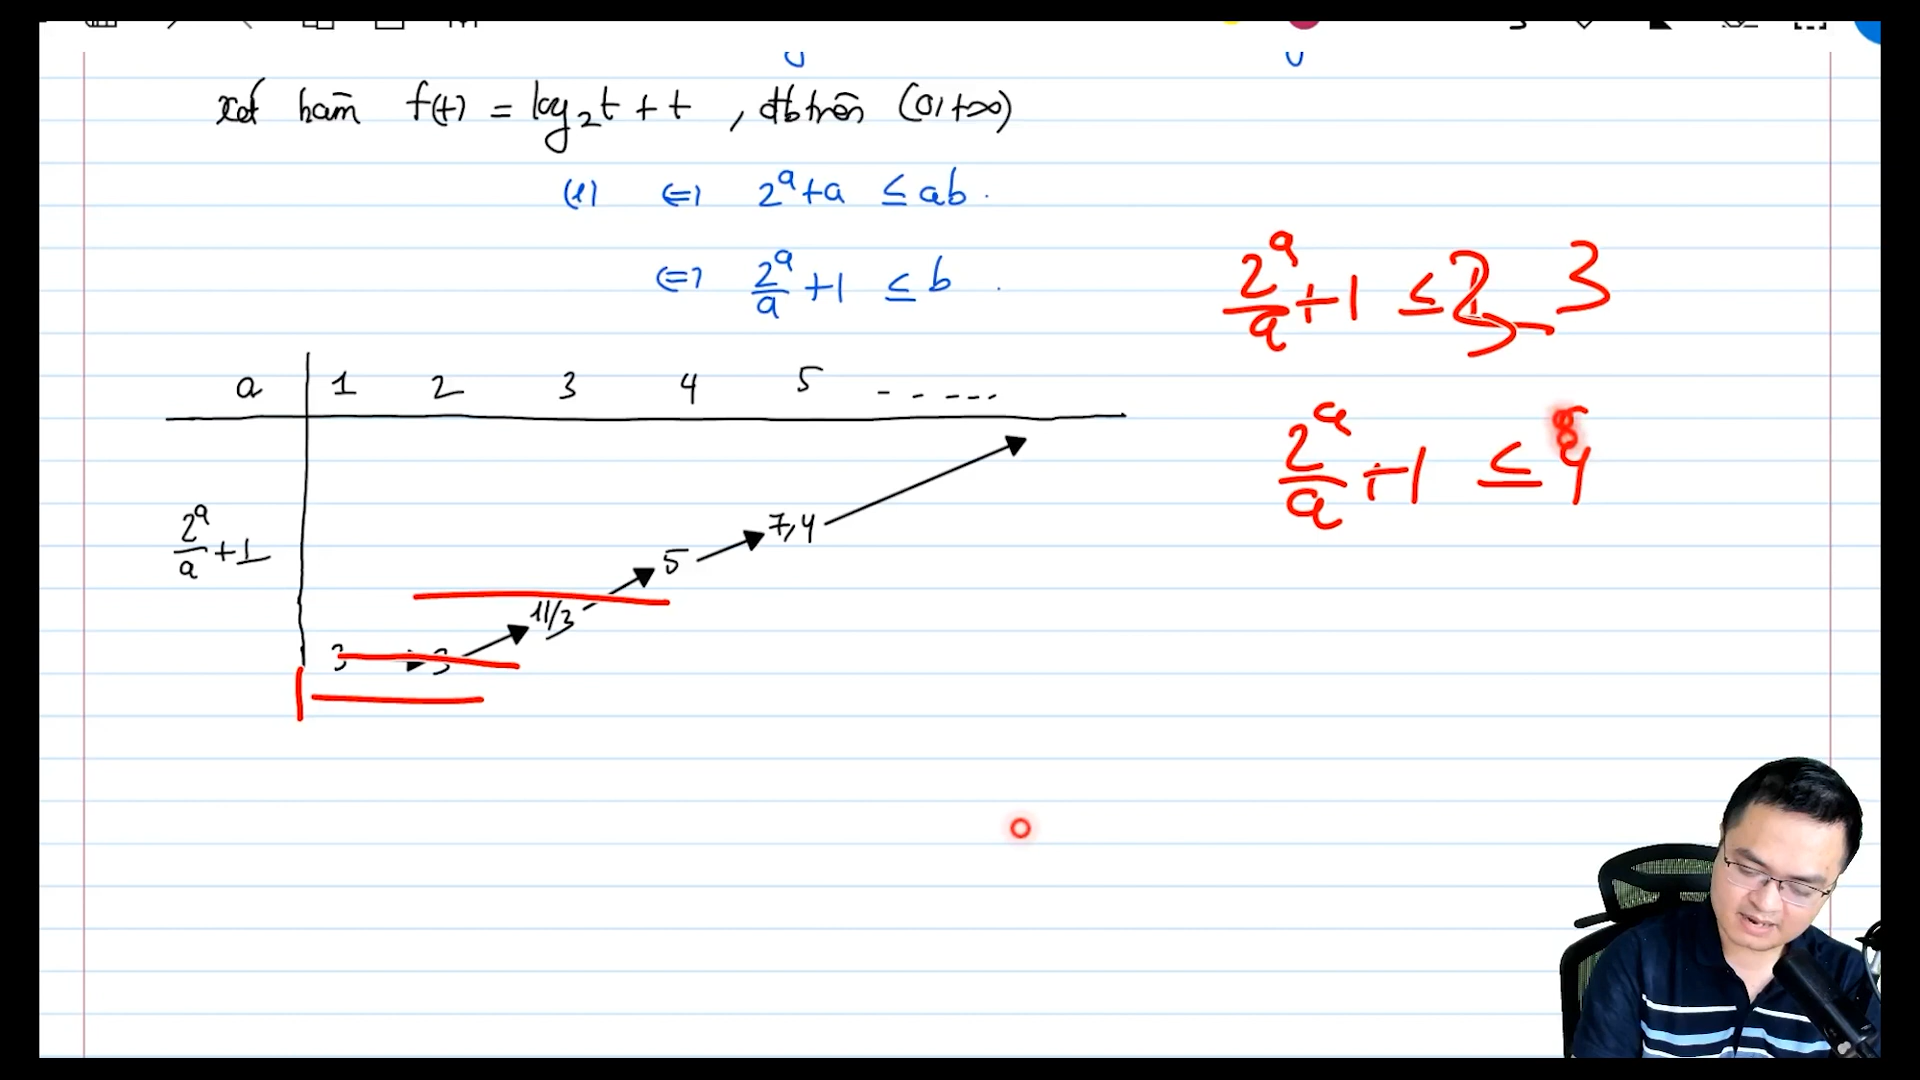 xét hàm f(t) = log₂t + t , đb trên (0; +∞)
(1) ⇔ 2ᵃ + a ≤ ab .
⇔ 2ᵃ/a + 1 ≤ b .
2ᵃ/a + 1 ≤ 3
a 1 2 3 4 5 - - - - - -
2ᵃ/a + 1 ≤
2ᵃ/a + 1 3 3 11/3 5 7,4